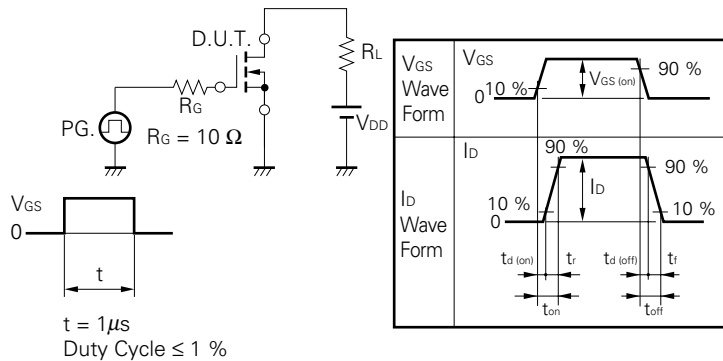 D.U.T.
RL
RG
PG.
RG = 10 Ω
VDD
VGS
0
t
t = 1μs
Duty Cycle ≤ 1 %
VGS
Wave
Form
VGS
10 %
0
VGS (on)
90 %
ID
Wave
Form
ID
90 %
90 %
ID
10 %
10 %
0
td (on)
tr
td (off)
tf
ton
toff